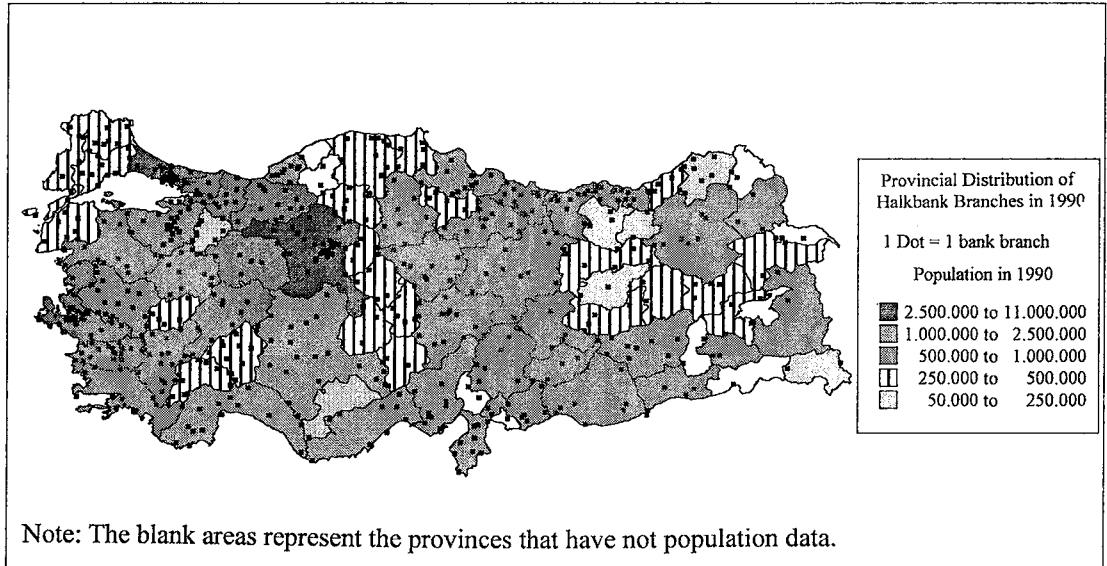 Provincial Distribution of
Halkbank Branches in 1990
1 Dot = 1 bank branch
Population in 1990
2.500.000 to 11.000.000
1.000.000 to 2.500.000
500.000 to 1.000.000
250.000 to 500.000
50.000 to 250.000
Note: The blank areas represent the provinces that have not population data.